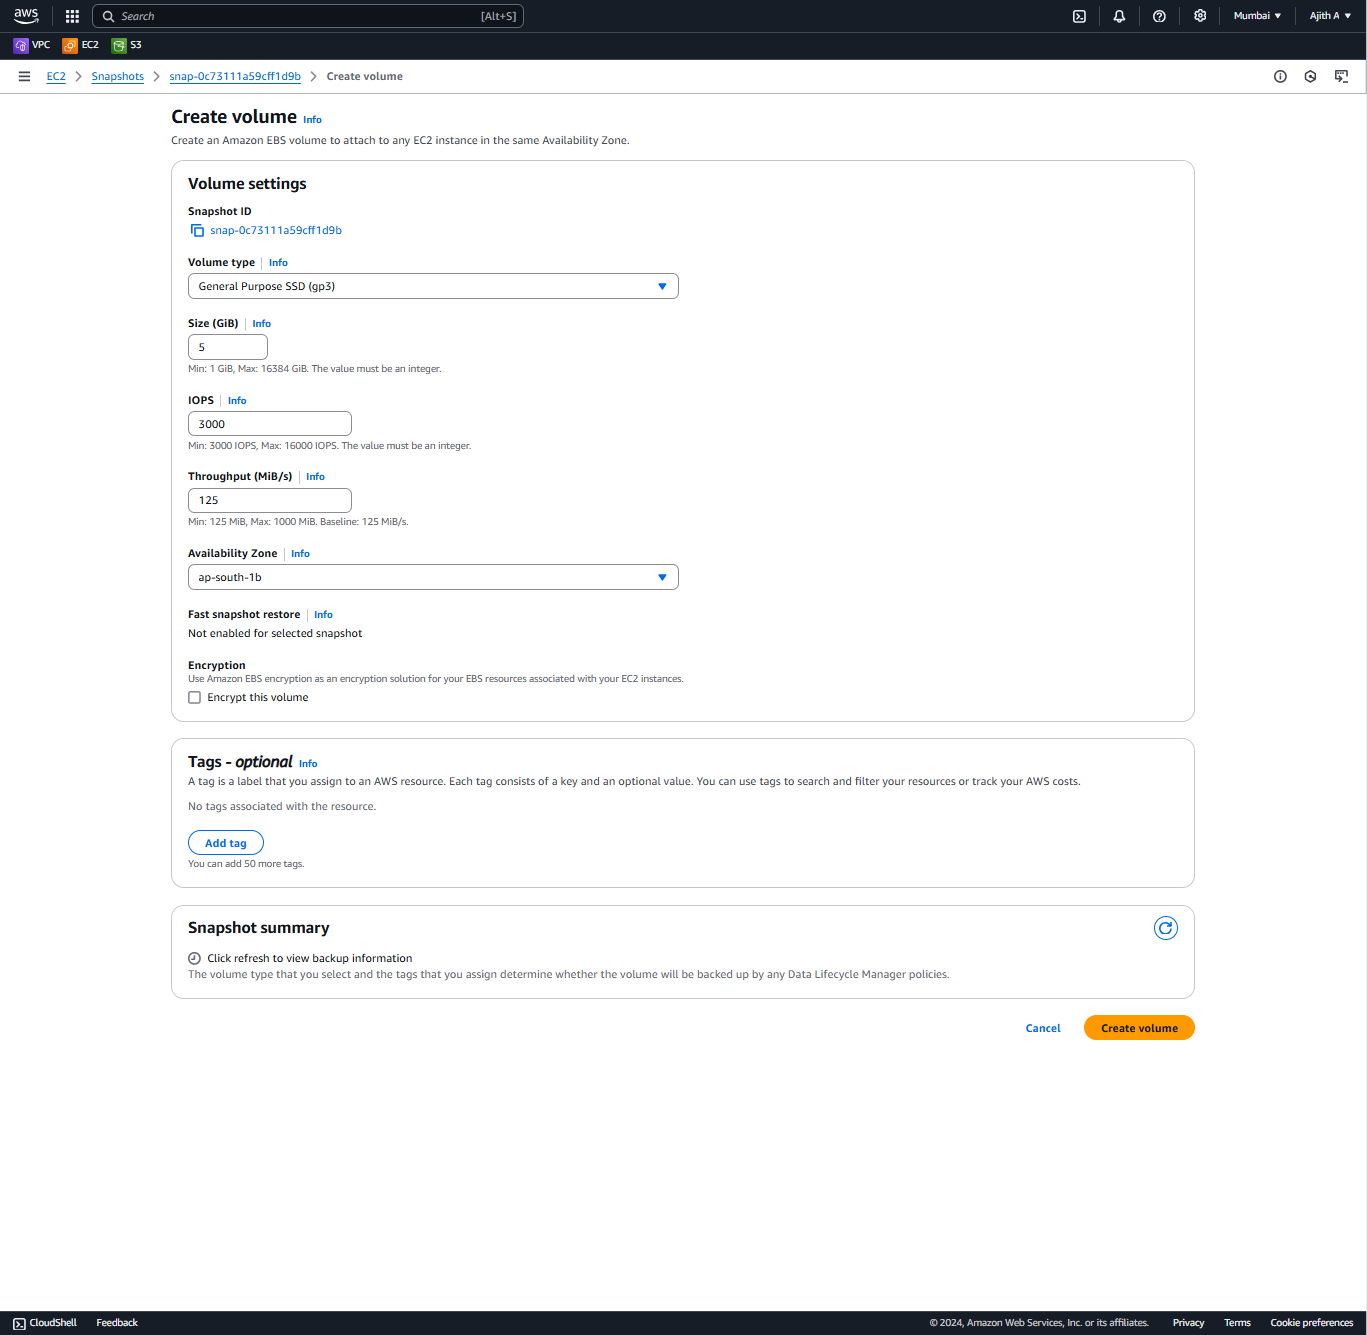 aws
Search [Alt+S]
Mumbai ▼
Ajith A ▼
VPC EC2 S3
EC2 > Snapshots > snap-0c73111a59cff1d9b > Create volume
Create volume Info
Create an Amazon EBS volume to attach to any EC2 instance in the same Availability Zone.
Volume settings
Snapshot ID
snap-0c73111a59cff1d9b
Volume type | Info
General Purpose SSD (gp3)
Size (GiB) | Info
5
Min: 1 GiB, Max: 16384 GiB. The value must be an integer.
IOPS | Info
3000
Min: 3000 IOPS, Max: 16000 IOPS. The value must be an integer.
Throughput (MiB/s) | Info
125
Min: 125 MiB, Max: 1000 MiB. Baseline: 125 MiB/s.
Availability Zone | Info
ap-south-1b
Fast snapshot restore | Info
Not enabled for selected snapshot
Encryption
Use Amazon EBS encryption as an encryption solution for your EBS resources associated with your EC2 instances.
Encrypt this volume
Tags - optional Info
A tag is a label that you assign to an AWS resource. Each tag consists of a key and an optional value. You can use tags to search and filter your resources or track your AWS costs.
No tags associated with the resource.
Add tag
You can add 50 more tags.
Snapshot summary
Click refresh to view backup information
The volume type that you select and the tags that you assign determine whether the volume will be backed up by any Data Lifecycle Manager policies.
Cancel Create volume
CloudShell Feedback © 2024, Amazon Web Services, Inc. or its affiliates. Privacy Terms Cookie preferences